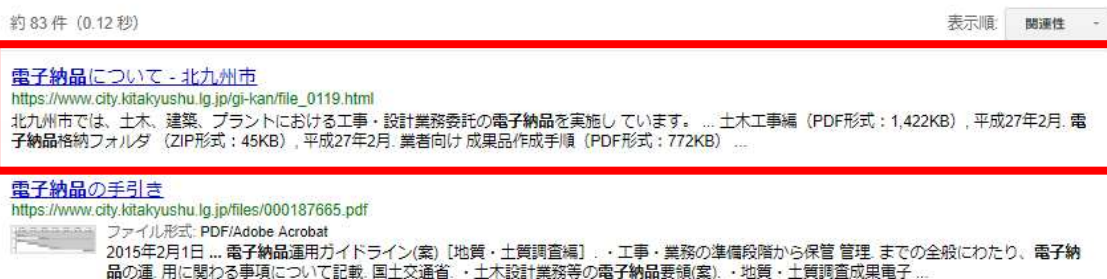 約 83 件 (0.12 秒) 表示順: 関連性
電子納品について - 北九州市
https://www.city.kitakyushu.lg.jp/gi-kan/file_0119.html
北九州市では、土木、建築、プラントにおける工事・設計業務委託の電子納品を実施し ています。 ... 土木工事編（PDF形式：1,422KB）, 平成27年2月. 電
子納品格納フォルダ （ZIP形式：45KB）, 平成27年2月. 業者向け 成果品作成手順（PDF形式：772KB） ...
電子納品の手引き
https://www.city.kitakyushu.lg.jp/files/000187665.pdf
ファイル形式: PDF/Adobe Acrobat
2015年2月1日 ... 電子納品運用ガイドライン(案)［地質・土質調査編］. ・工事・業務の準備段階から保管 管理. までの全般にわたり、電子納
品の運. 用に関わる事項について記載. 国土交通省. ・土木設計業務等の電子納品要領(案). ・地質・土質調査成果電子 ...